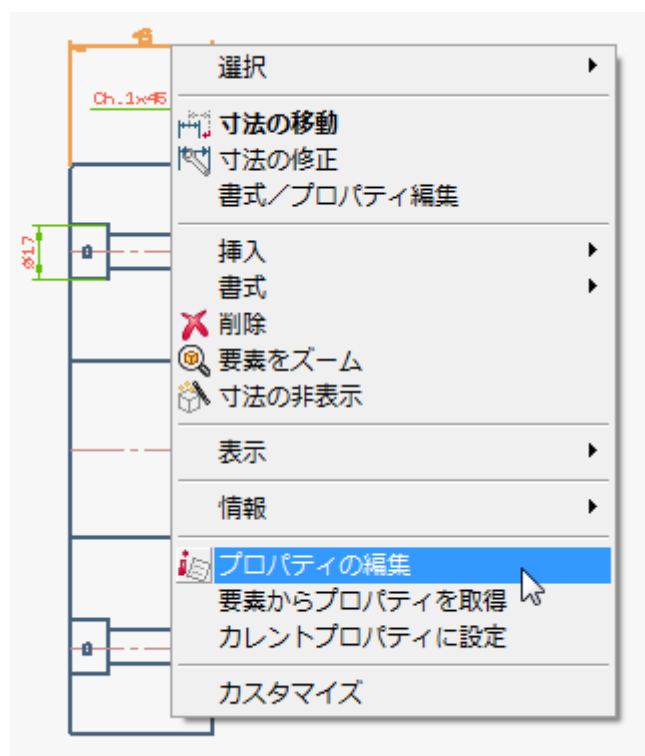 選択
Ch.1x45
寸法の移動
寸法の修正
書式／プロパティ編集
Ø17
挿入
書式
削除
要素をズーム
寸法の非表示
表示
情報
プロパティの編集
要素からプロパティを取得
カレントプロパティに設定
カスタマイズ